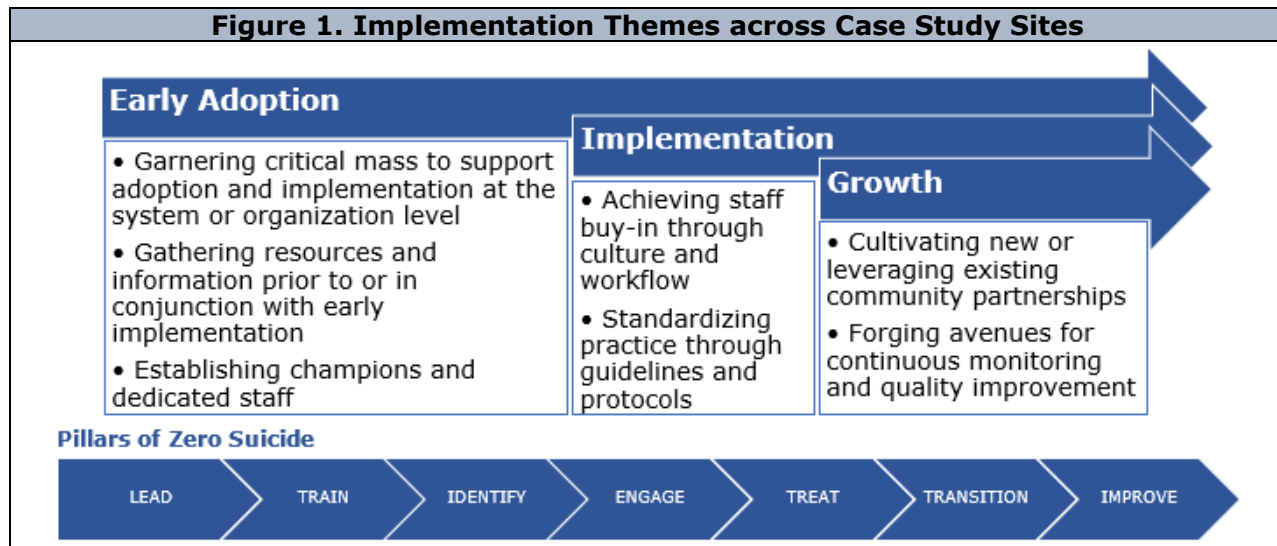 Figure 1. Implementation Themes across Case Study Sites
Early Adoption
• Garnering critical mass to support
adoption and implementation at the
system or organization level
• Gathering resources and
information prior to or in
conjunction with early
implementation
• Establishing champions and
dedicated staff
Implementation
• Achieving staff
buy-in through
culture and
workflow
• Standardizing
practice through
guidelines and
protocols
Growth
• Cultivating new or
leveraging existing
community partnerships
• Forging avenues for
continuous monitoring
and quality improvement
Pillars of Zero Suicide
LEAD
TRAIN
IDENTIFY
ENGAGE
TREAT
TRANSITION
IMPROVE